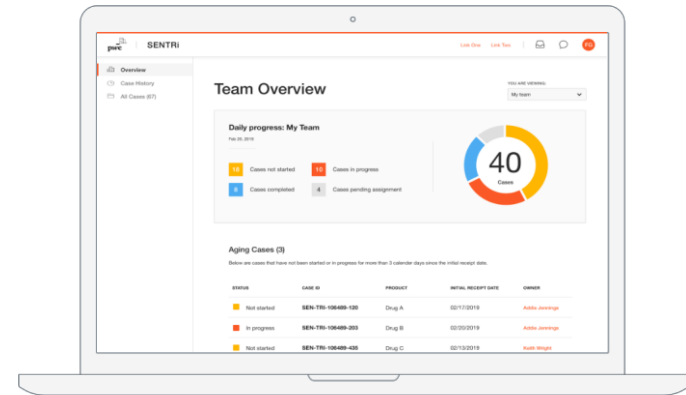 pwc
SENTRi
Link One Link Two
FG
Overview
Case History
All Cases (87)
Team Overview
YOU ARE VIEWING:
My team
Daily progress: My Team
Feb 20, 2019
Cases not started
10 Cases in progress
Cases completed
4 Cases pending assignment
40
Cases
Aging Cases (3)
Below are cases that have not been started or in progress for more than 3 calendar days since the initial receipt date.
STATUS CASE ID PRODUCT INITIAL RECEIPT DATE OWNER
Not started SEN-TRI-106489-120 Drug A 02/17/2019 Addie Jennings
In progress SEN-TRI-106489-203 Drug B 02/20/2019 Addie Jennings
Not started SEN-TRI-106489-435 Drug C 02/13/2019 Keith Wright